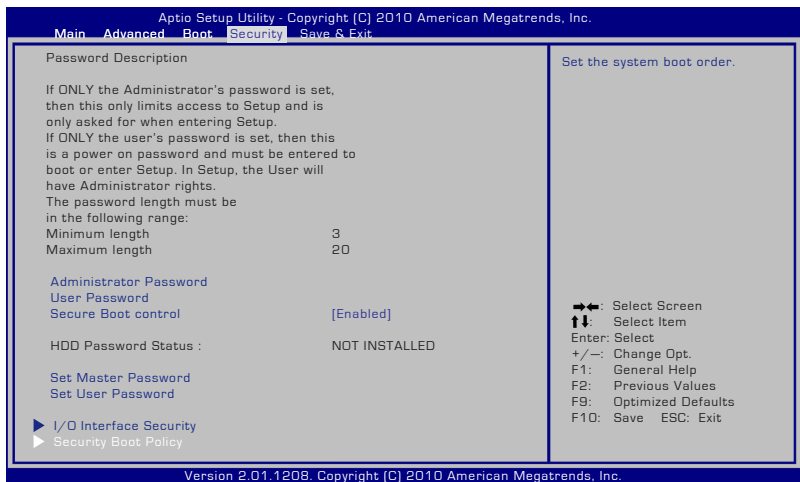 Aptio Setup Utility - Copyright (C) 2010 American Megatrends, Inc.
Main Advanced Boot Security Save & Exit
Password Description
If ONLY the Administrator's password is set,
then this only limits access to Setup and is
only asked for when entering Setup.
If ONLY the user's password is set, then this
is a power on password and must be entered to
boot or enter Setup. In Setup, the User will
have Administrator rights.
The password length must be
in the following range:
Minimum length 3
Maximum length 20
Administrator Password
User Password
Secure Boot control [Enabled]
HDD Password Status : NOT INSTALLED
Set Master Password
Set User Password
I/O Interface Security
Security Boot Policy
Set the system boot order.
→←: Select Screen
↑↓: Select Item
Enter: Select
+/—: Change Opt.
F1: General Help
F2: Previous Values
F9: Optimized Defaults
F10: Save ESC: Exit
Version 2.01.1208. Copyright (C) 2010 American Megatrends, Inc.